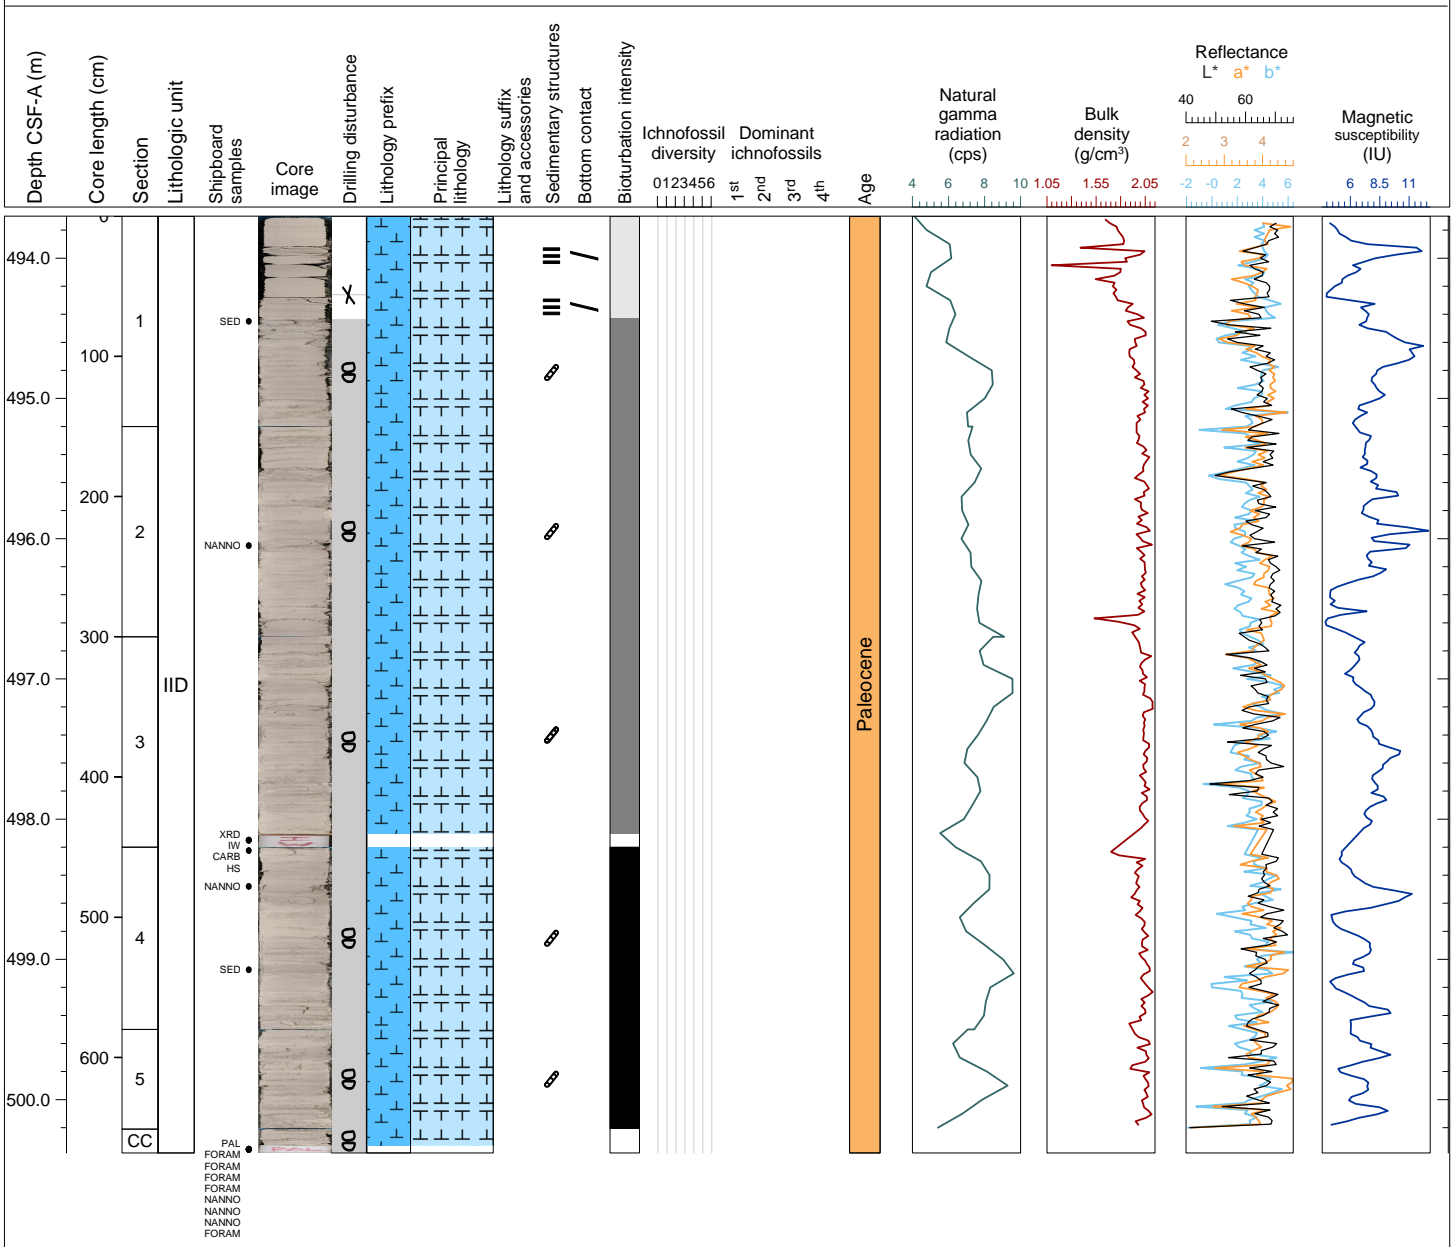 Depth CSF-A (m)
Core length (cm)
Section
Lithologic unit
Shipboard
samples
Core
image
Drilling disturbance
Lithology prefix
Principal
lithology
Lithology suffix
and accessories
Sedimentary structures
Bottom contact
Bioturbation intensity
Ichnofossil
diversity
0123456
Dominant
ichnofossils
1st 2nd 3rd 4th
Age
Natural
gamma
radiation
(cps)
4 6 8 10
Bulk
density
(g/cm³)
1.05 1.55 2.05
Reflectance
L* a* b*
40 60
2 3 4
-2 -0 2 4 6
Magnetic
susceptibility
(IU)
6 8.5 11
0
494.0
1
SED
100
495.0
200
2
496.0
NANNO
300
497.0
IID
Paleocene
3
400
498.0
XRD
IW
CARB
HS
NANNO
500
4
499.0
SED
600
5
500.0
CC
PAL
FORAM
FORAM
FORAM
FORAM
NANNO
NANNO
NANNO
FORAM